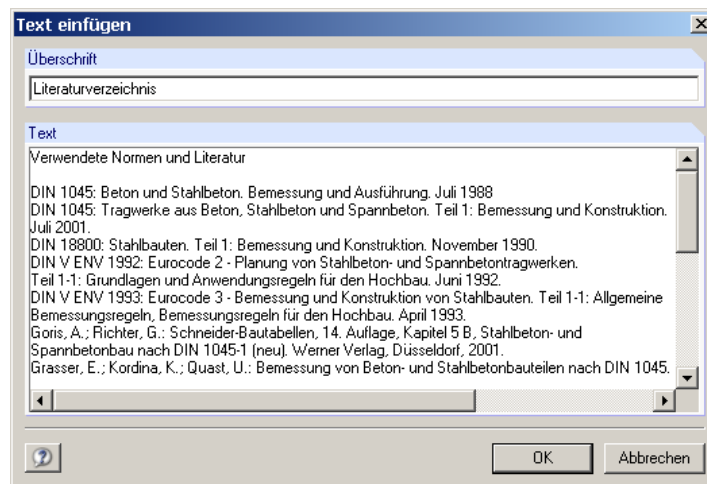 Text einfügen
Überschrift
Literaturverzeichnis
Text
Verwendete Normen und Literatur
DIN 1045: Beton und Stahlbeton. Bemessung und Ausführung. Juli 1988
DIN 1045: Tragwerke aus Beton, Stahlbeton und Spannbeton. Teil 1: Bemessung und Konstruktion.
Juli 2001.
DIN 18800: Stahlbauten. Teil 1: Bemessung und Konstruktion. November 1990.
DIN V ENV 1992: Eurocode 2 - Planung von Stahlbeton- und Spannbetontragwerken.
Teil 1-1: Grundlagen und Anwendungsregeln für den Hochbau. Juni 1992.
DIN V ENV 1993: Eurocode 3 - Bemessung und Konstruktion von Stahlbauten. Teil 1-1: Allgemeine
Bemessungsregeln, Bemessungsregeln für den Hochbau. April 1993.
Goris, A.; Richter, G.: Schneider-Bautabellen, 14. Auflage, Kapitel 5 B, Stahlbeton- und
Spannbetonbau nach DIN 1045-1 (neu). Werner Verlag, Düsseldorf, 2001.
Grasser, E.; Kordina, K.; Quast, U.: Bemessung von Beton- und Stahlbetonbauteilen nach DIN 1045.
OK Abbrechen